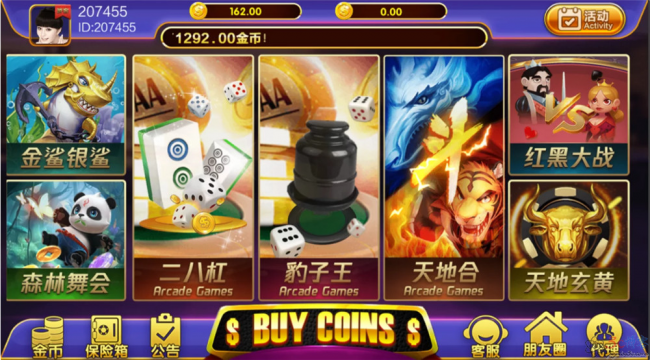 207455
ID:207455
162.00
0.00
活动
Activity
1292.00金币!
金鲨银鲨
二八杠
Arcade Games
豹子王
Arcade Games
天地合
Arcade Games
VS
红黑大战
森林舞会
天地玄黄
金币
保险箱
公告
$ BUY COINS $
客服
朋友圈
代理